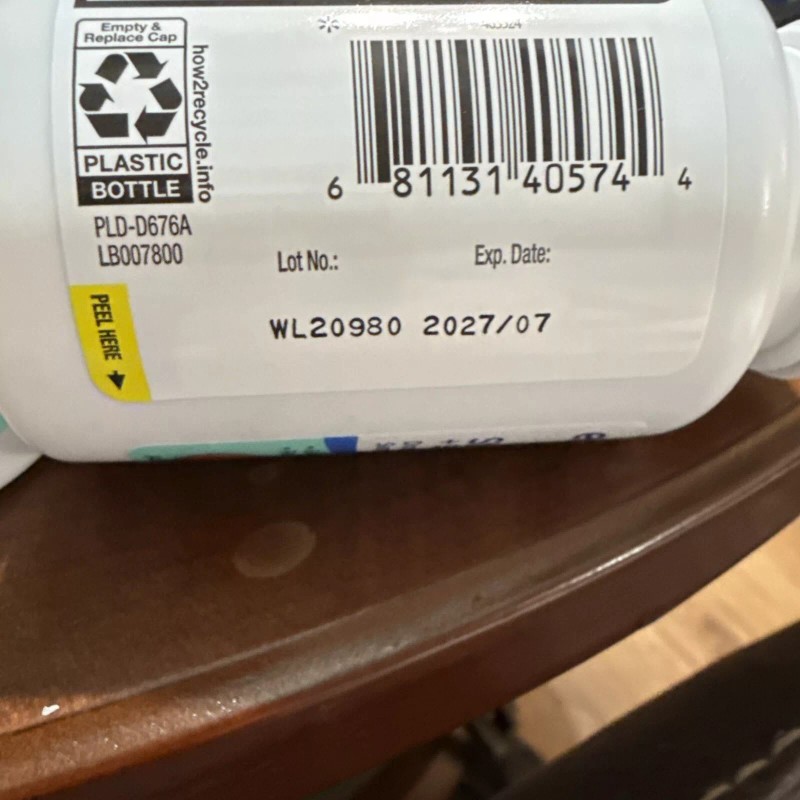 Empty &
Replace Cap
how2recycle.info
PLASTIC
BOTTLE
PLD-D676A
LB007800
6 81131 40574 4
Lot No.: Exp. Date:
PEEL HERE
WL20980 2027/07